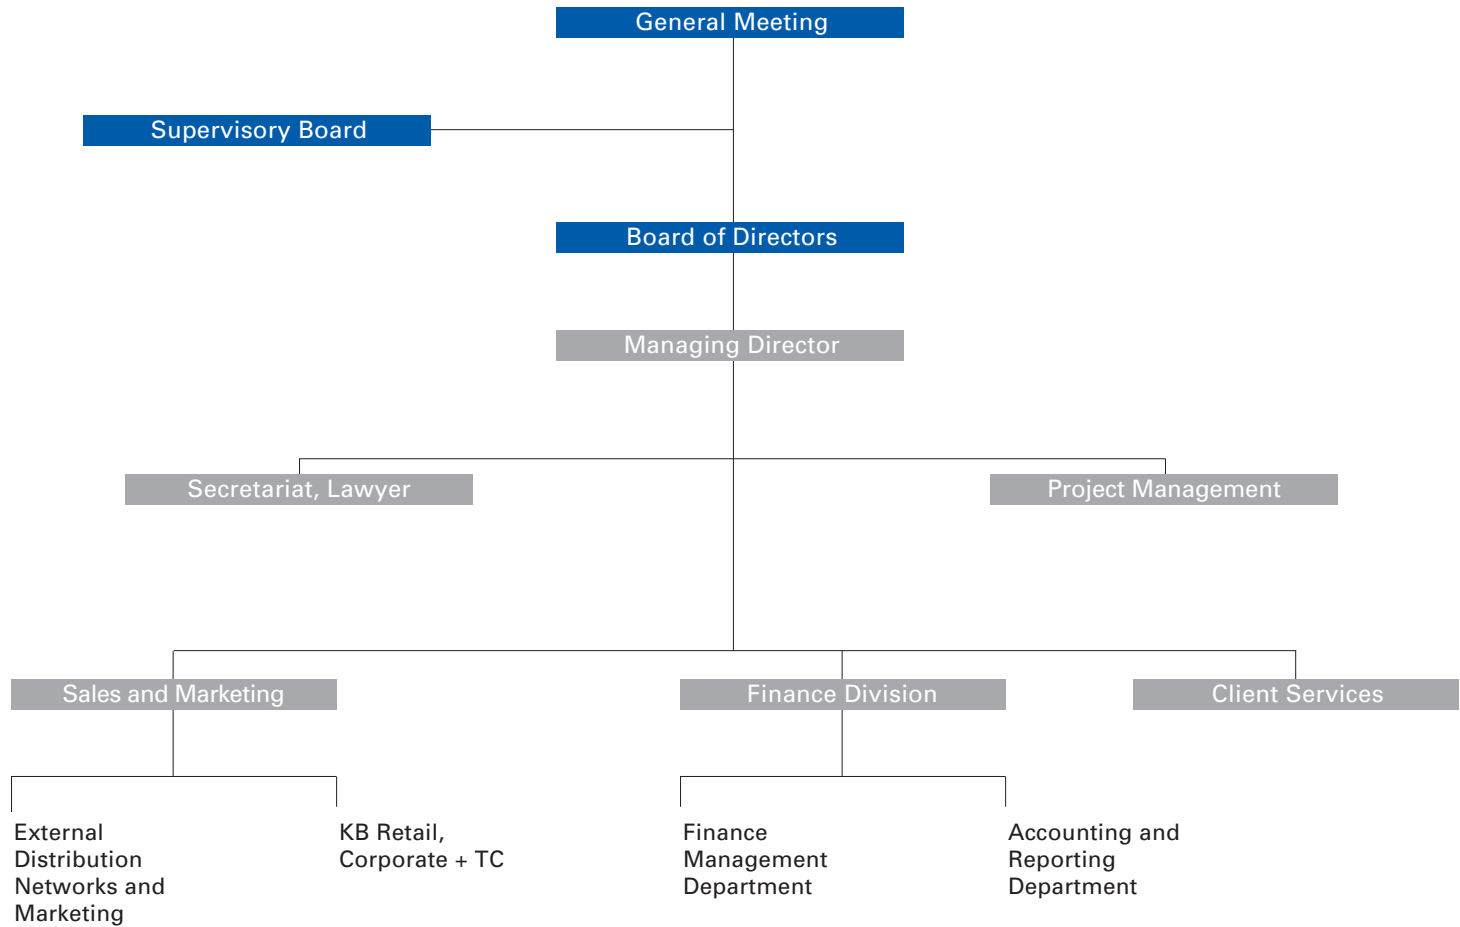 General Meeting
Supervisory Board
Board of Directors
Managing Director
Secretariat, Lawyer
Project Management
Sales and Marketing
Finance Division
Client Services
External
Distribution
Networks and
Marketing
KB Retail,
Corporate + TC
Finance
Management
Department
Accounting and
Reporting
Department